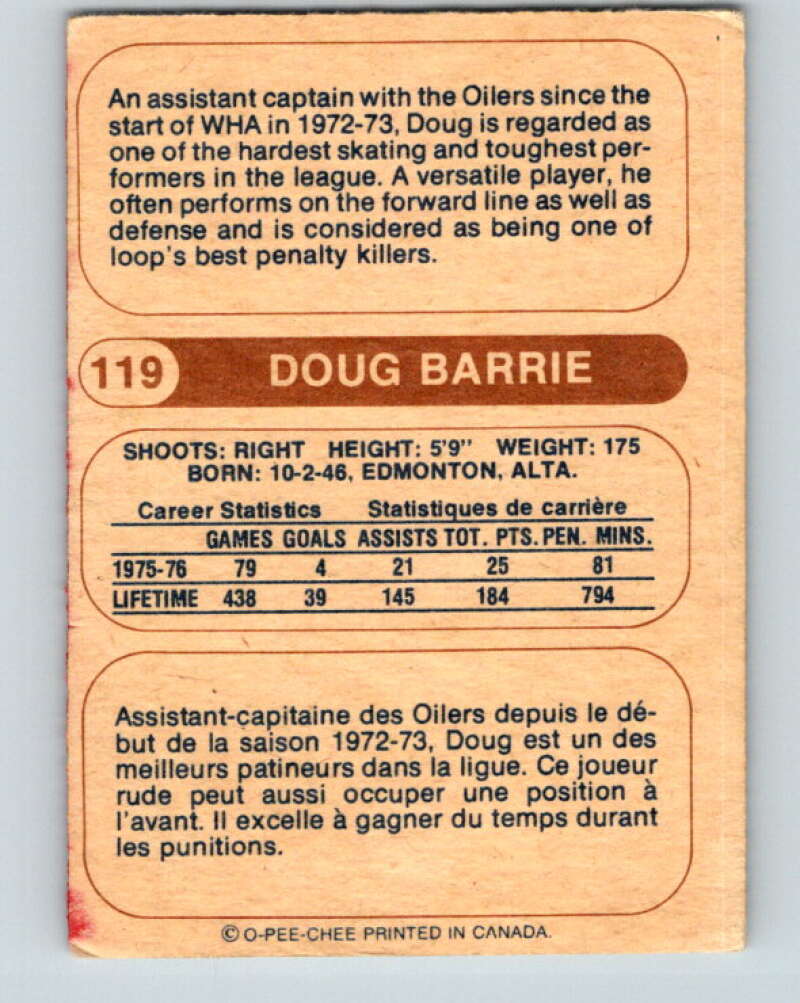 An assistant captain with the Oilers since the
start of WHA in 1972-73, Doug is regarded as
one of the hardest skating and toughest per-
formers in the league. A versatile player, he
often performs on the forward line as well as
defense and is considered as being one of
loop's best penalty killers.
119 DOUG BARRIE
SHOOTS: RIGHT HEIGHT: 5'9" WEIGHT: 175
BORN: 10-2-46, EDMONTON, ALTA.
Career Statistics Statistiques de carrière
GAMES GOALS ASSISTS TOT. PTS. PEN. MINS.
1975-76 79 4 21 25 81
LIFETIME 438 39 145 184 794
Assistant-capitaine des Oilers depuis le dé-
but de la saison 1972-73, Doug est un des
meilleurs patineurs dans la ligue. Ce joueur
rude peut aussi occuper une position à
l'avant. Il excelle à gagner du temps durant
les punitions.
© O-PEE-CHEE PRINTED IN CANADA.